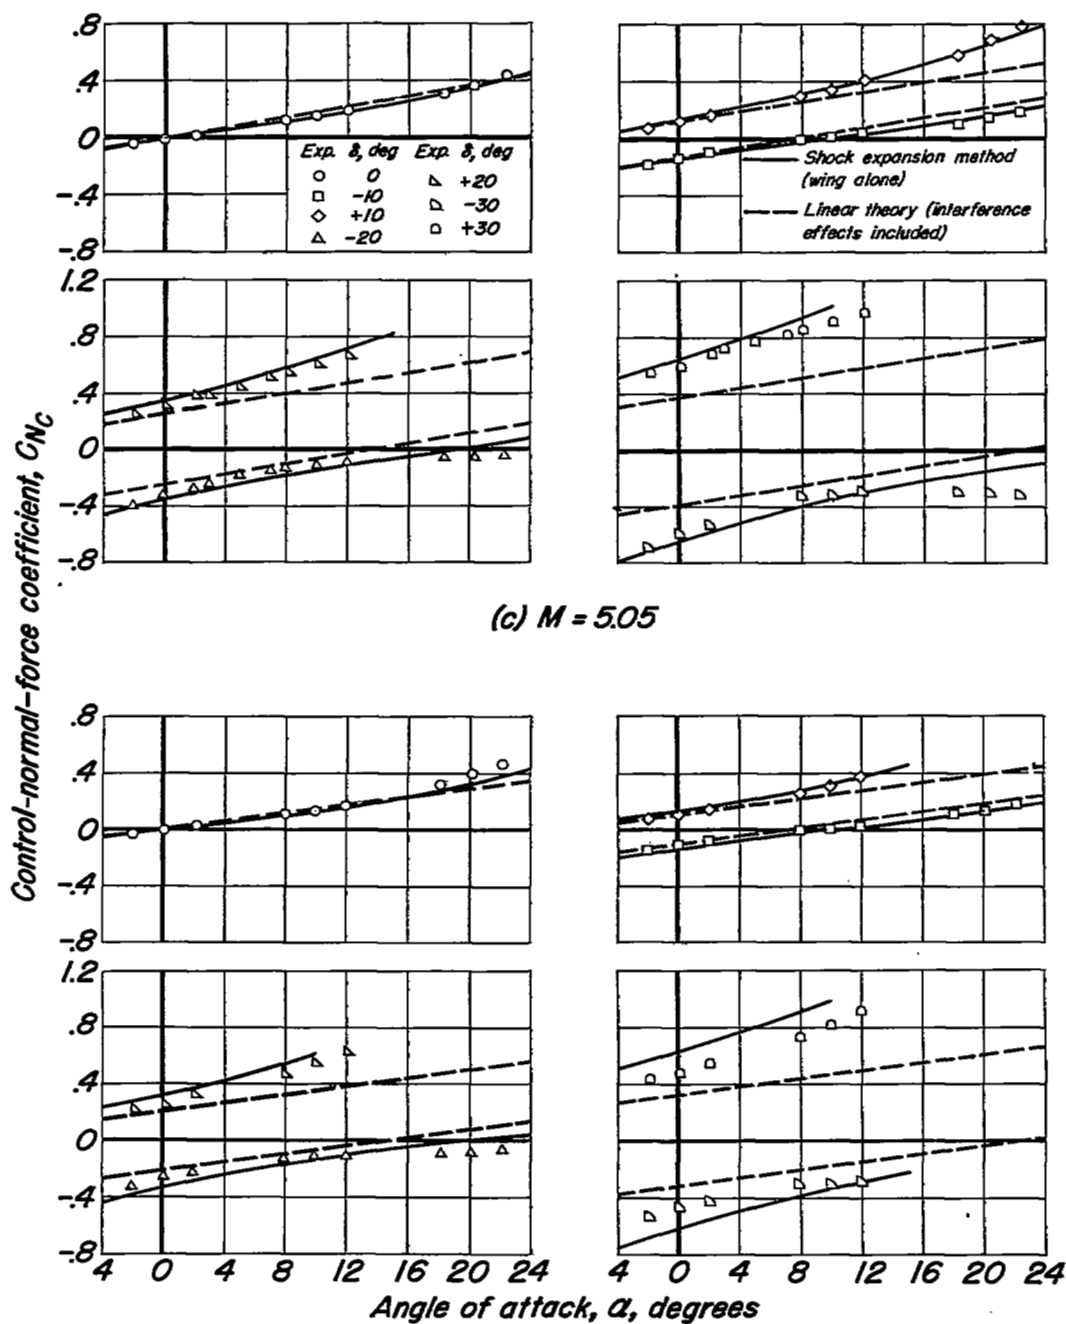 .8
.4
0
-.4
-.8
Exp. δ, deg Exp. δ, deg
0
-10
+10
-20
+20
-30
+30
Shock expansion method
(wing alone)
Linear theory (interference
effects included)
1.2
.8
.4
0
-.4
-.8
(c) M = 5.05
Control-normal-force coefficient, C_Nc
.8
.4
0
-.4
-.8
1.2
.8
.4
0
-.4
-.8
4 0 4 8 12 16 20 24
4 0 4 8 12 16 20 24
Angle of attack, α, degrees